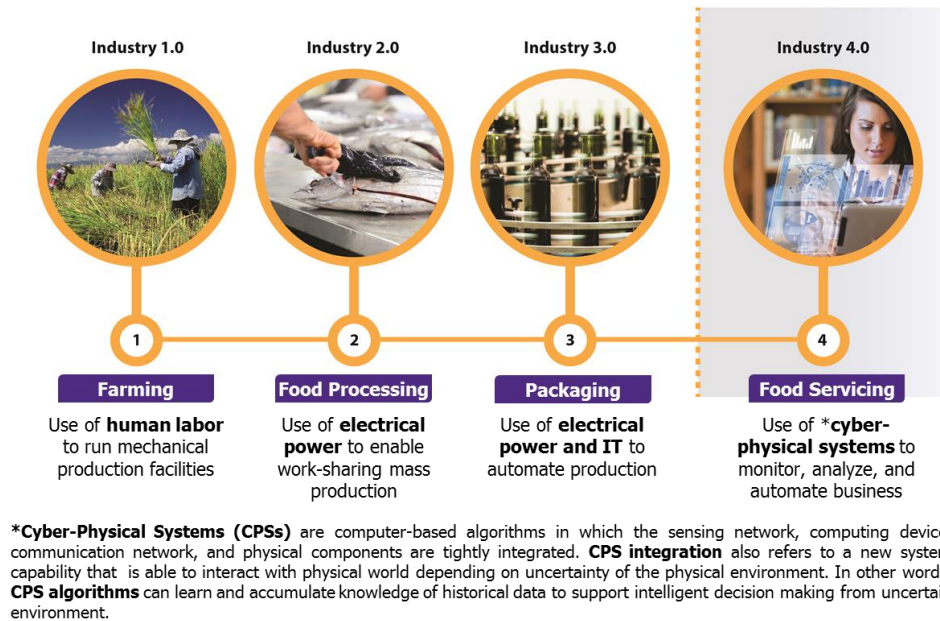 Industry 1.0
Industry 2.0
Industry 3.0
Industry 4.0
1
2
3
4
Farming
Food Processing
Packaging
Food Servicing
Use of human labor
to run mechanical
production facilities
Use of electrical
power to enable
work-sharing mass
production
Use of electrical
power and IT to
automate production
Use of *cyber-
physical systems to
monitor, analyze, and
automate business
*Cyber-Physical Systems (CPSs) are computer-based algorithms in which the sensing network, computing
communication network, and physical components are tightly integrated. CPS integration also refers to a new
capability that is able to interact with physical world depending on uncertainty of the physical environment. In other
CPS algorithms can learn and accumulate knowledge of historical data to support intelligent decision making from
environment.